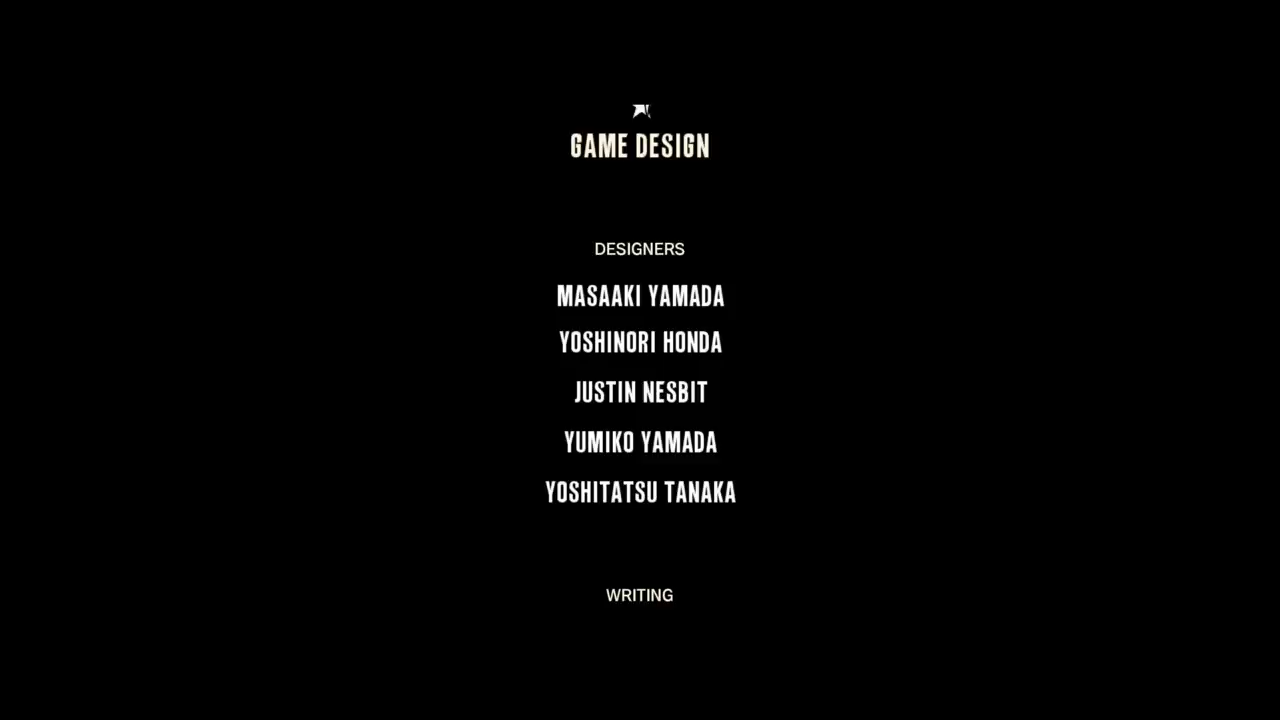 GAME DESIGN
DESIGNERS
MASAAKI YAMADA
YOSHINORI HONDA
JUSTIN NESBIT
YUMIKO YAMADA
YOSHITATSU TANAKA
WRITING